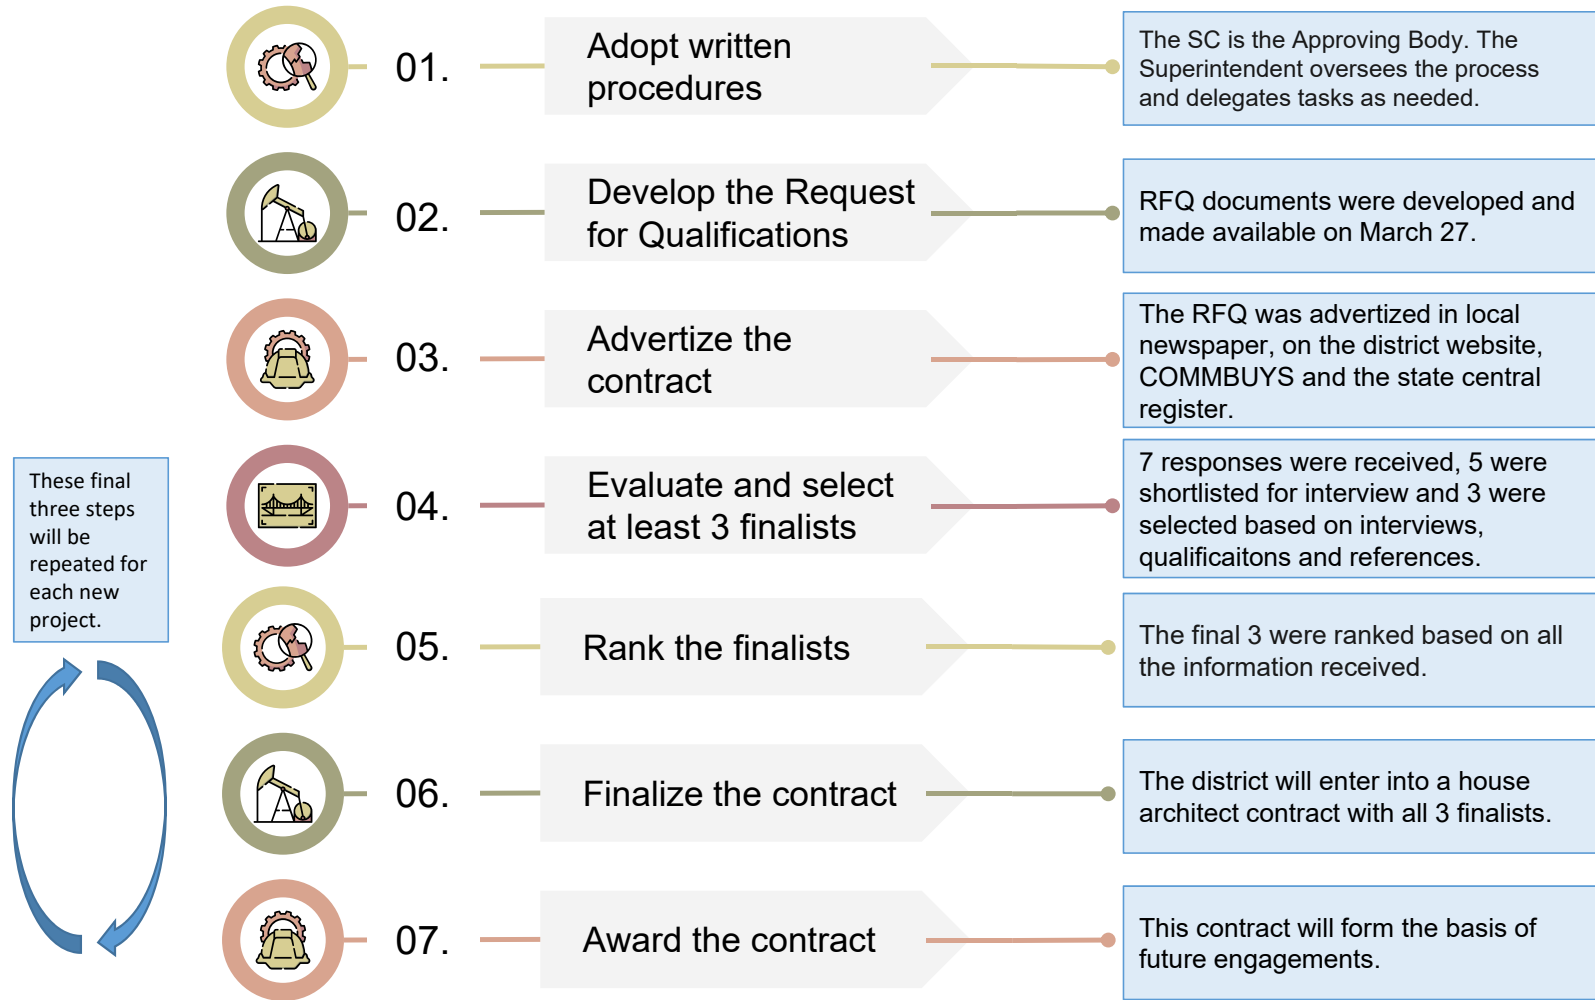 01.
Adopt written
procedures
The SC is the Approving Body. The
Superintendent oversees the process
and delegates tasks as needed.
02.
Develop the Request
for Qualifications
RFQ documents were developed and
made available on March 27.
03.
Advertize the
contract
The RFQ was advertized in local
newspaper, on the district website,
COMMBUYS and the state central
register.
04.
Evaluate and select
at least 3 finalists
7 responses were received, 5 were
shortlisted for interview and 3 were
selected based on interviews,
qualificaitons and references.
These final
three steps
will be
repeated for
each new
project.
05.
Rank the finalists
The final 3 were ranked based on all
the information received.
06.
Finalize the contract
The district will enter into a house
architect contract with all 3 finalists.
07.
Award the contract
This contract will form the basis of
future engagements.